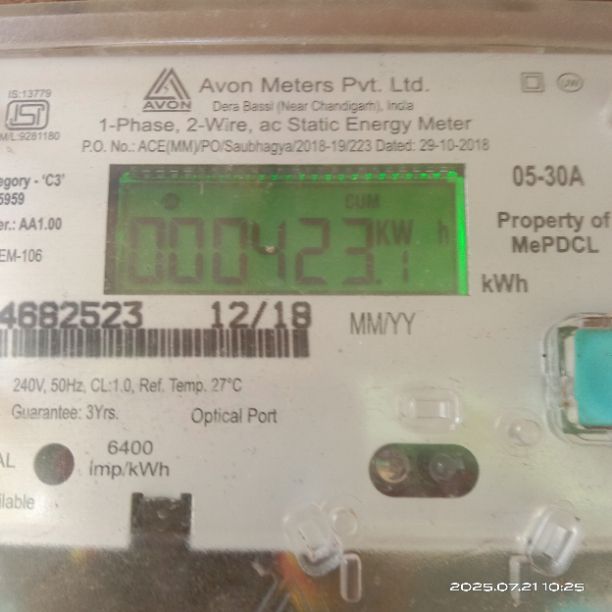 Avon Meters Pvt. Ltd.
IS:13779
AVON
Dera Bassi (Near Chandigarh), India
M/L:9281180
1-Phase, 2-Wire, ac Static Energy Meter
P.O. No.: ACE(MM)/PO/Saubhagya/2018-19/223 Dated: 29-10-2018
egory - 'C3'
5959
05-30A
CUM
er.: AA1.00
000423.1 KW h
Property of
MePDCL
EM-106
kWh
4682523 12/18 MM/YY
240V, 50Hz, CL:1.0, Ref. Temp. 27°C
Guarantee: 3Yrs. Optical Port
AL
6400
imp/kWh
ilable
2025.07.21 10:25